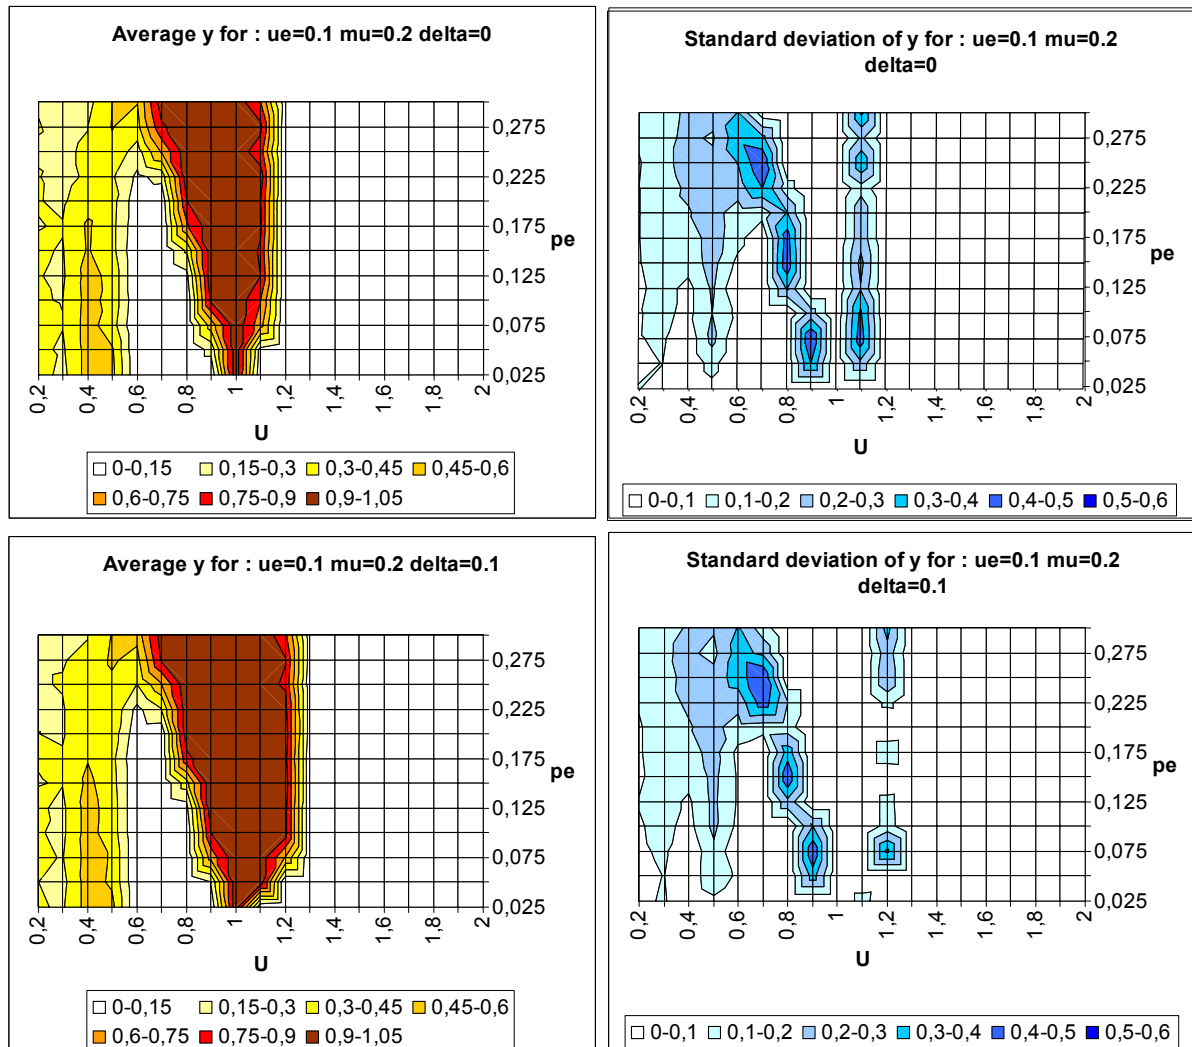 Average y for : ue=0.1 mu=0.2 delta=0
0,275
0,225
0,175
pe
0,125
0,075
0,025
0,2 0,4 0,6 0,8 1 1,2 1,4 1,6 1,8 2
U
0-0,15 0,15-0,3 0,3-0,45 0,45-0,6
0,6-0,75 0,75-0,9 0,9-1,05
Standard deviation of y for : ue=0.1 mu=0.2
delta=0
0,275
0,225
0,175
pe
0,125
0,075
0,025
0,2 0,4 0,6 0,8 1 1,2 1,4 1,6 1,8 2
U
0-0,1 0,1-0,2 0,2-0,3 0,3-0,4 0,4-0,5 0,5-0,6
Average y for : ue=0.1 mu=0.2 delta=0.1
0,275
0,225
0,175
pe
0,125
0,075
0,025
0,2 0,4 0,6 0,8 1 1,2 1,4 1,6 1,8 2
U
0-0,15 0,15-0,3 0,3-0,45 0,45-0,6
0,6-0,75 0,75-0,9 0,9-1,05
Standard deviation of y for : ue=0.1 mu=0.2
delta=0.1
0,275
0,225
0,175
pe
0,125
0,075
0,025
0,2 0,4 0,6 0,8 1 1,2 1,4 1,6 1,8 2
U
0-0,1 0,1-0,2 0,2-0,3 0,3-0,4 0,4-0,5 0,5-0,6